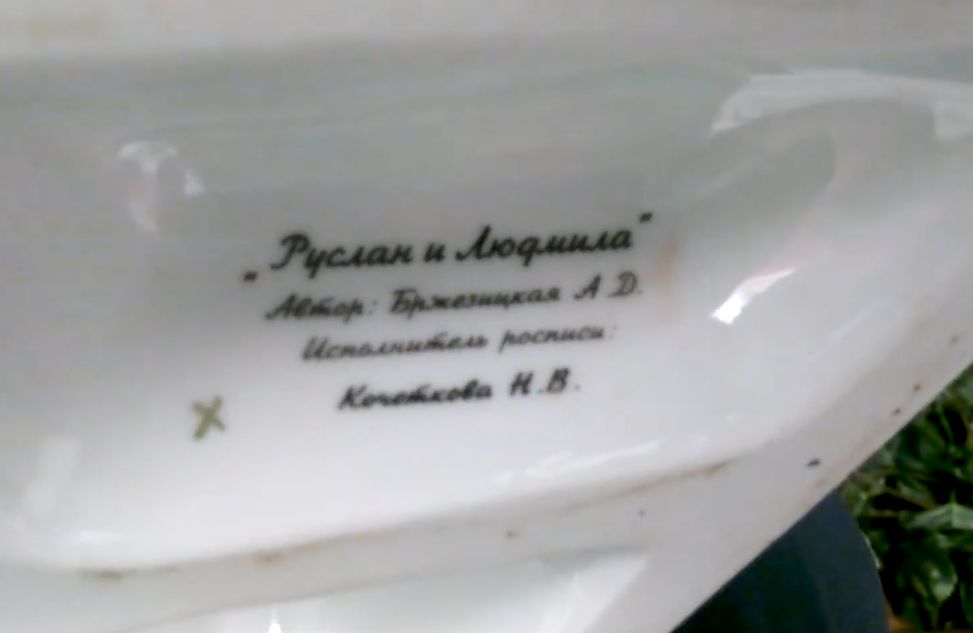 „Руслан и Людмила"
Автор: Бржезицкая А Д.
Исполнитель росписи:
Кочеткова Н.В.